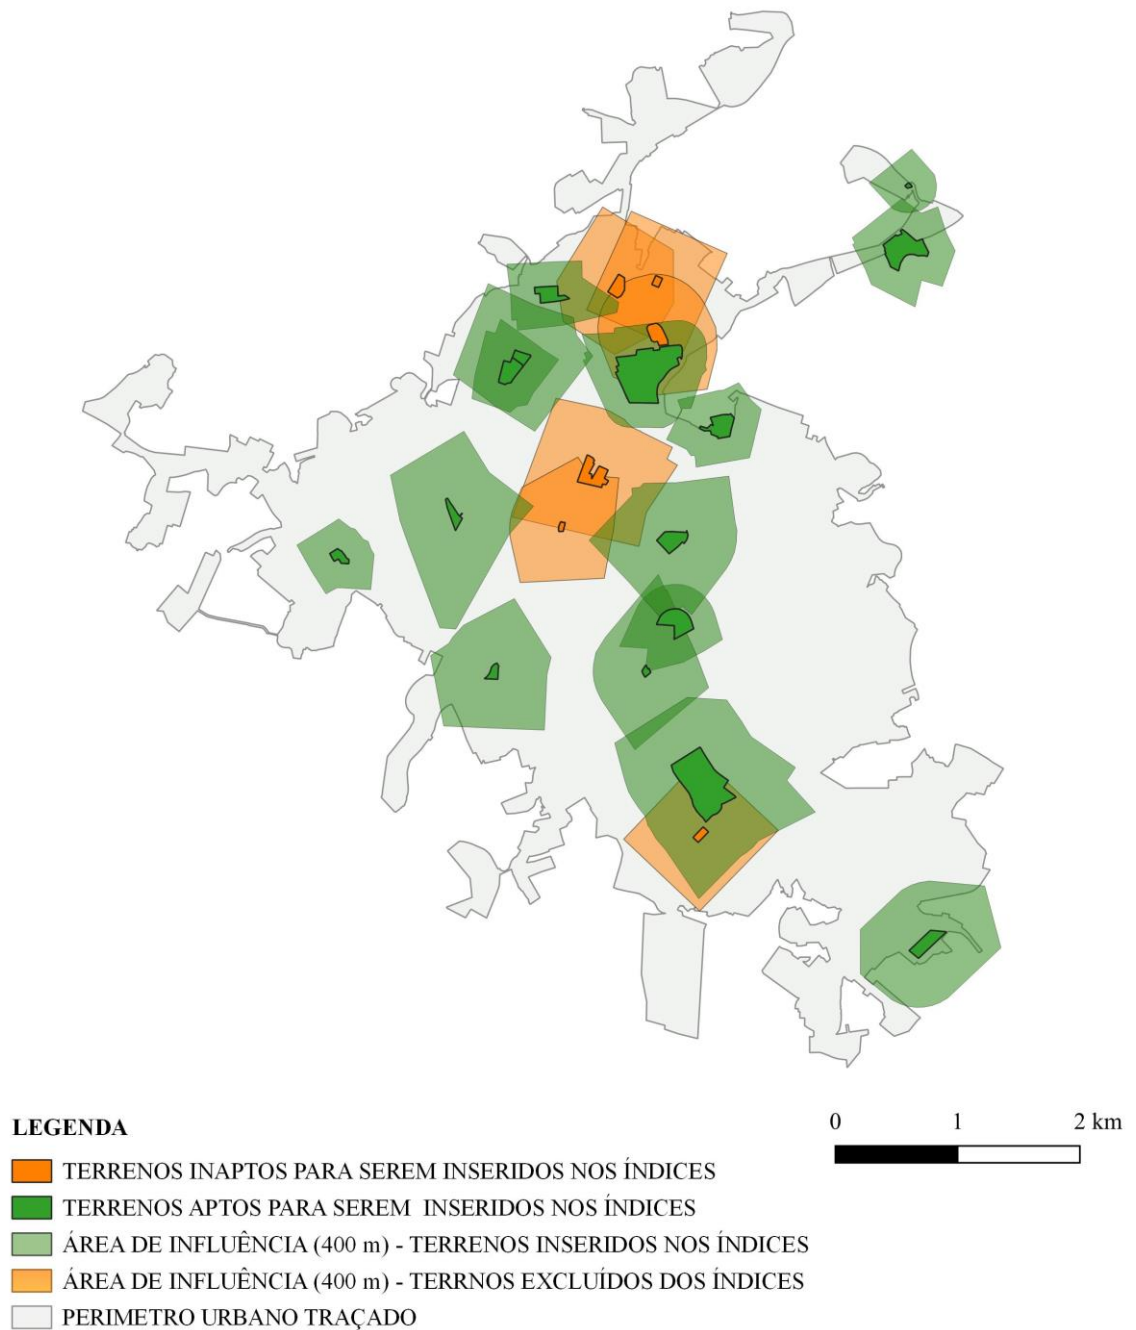 LEGENDA
0 1 2 km
TERRENOS INAPTOS PARA SEREM INSERIDOS NOS ÍNDICES
TERRENOS APTOS PARA SEREM INSERIDOS NOS ÍNDICES
ÁREA DE INFLUÊNCIA (400 m) - TERRENOS INSERIDOS NOS ÍNDICES
ÁREA DE INFLUÊNCIA (400 m) - TERRNOS EXCLUÍDOS DOS ÍNDICES
PERIMETRO URBANO TRAÇADO